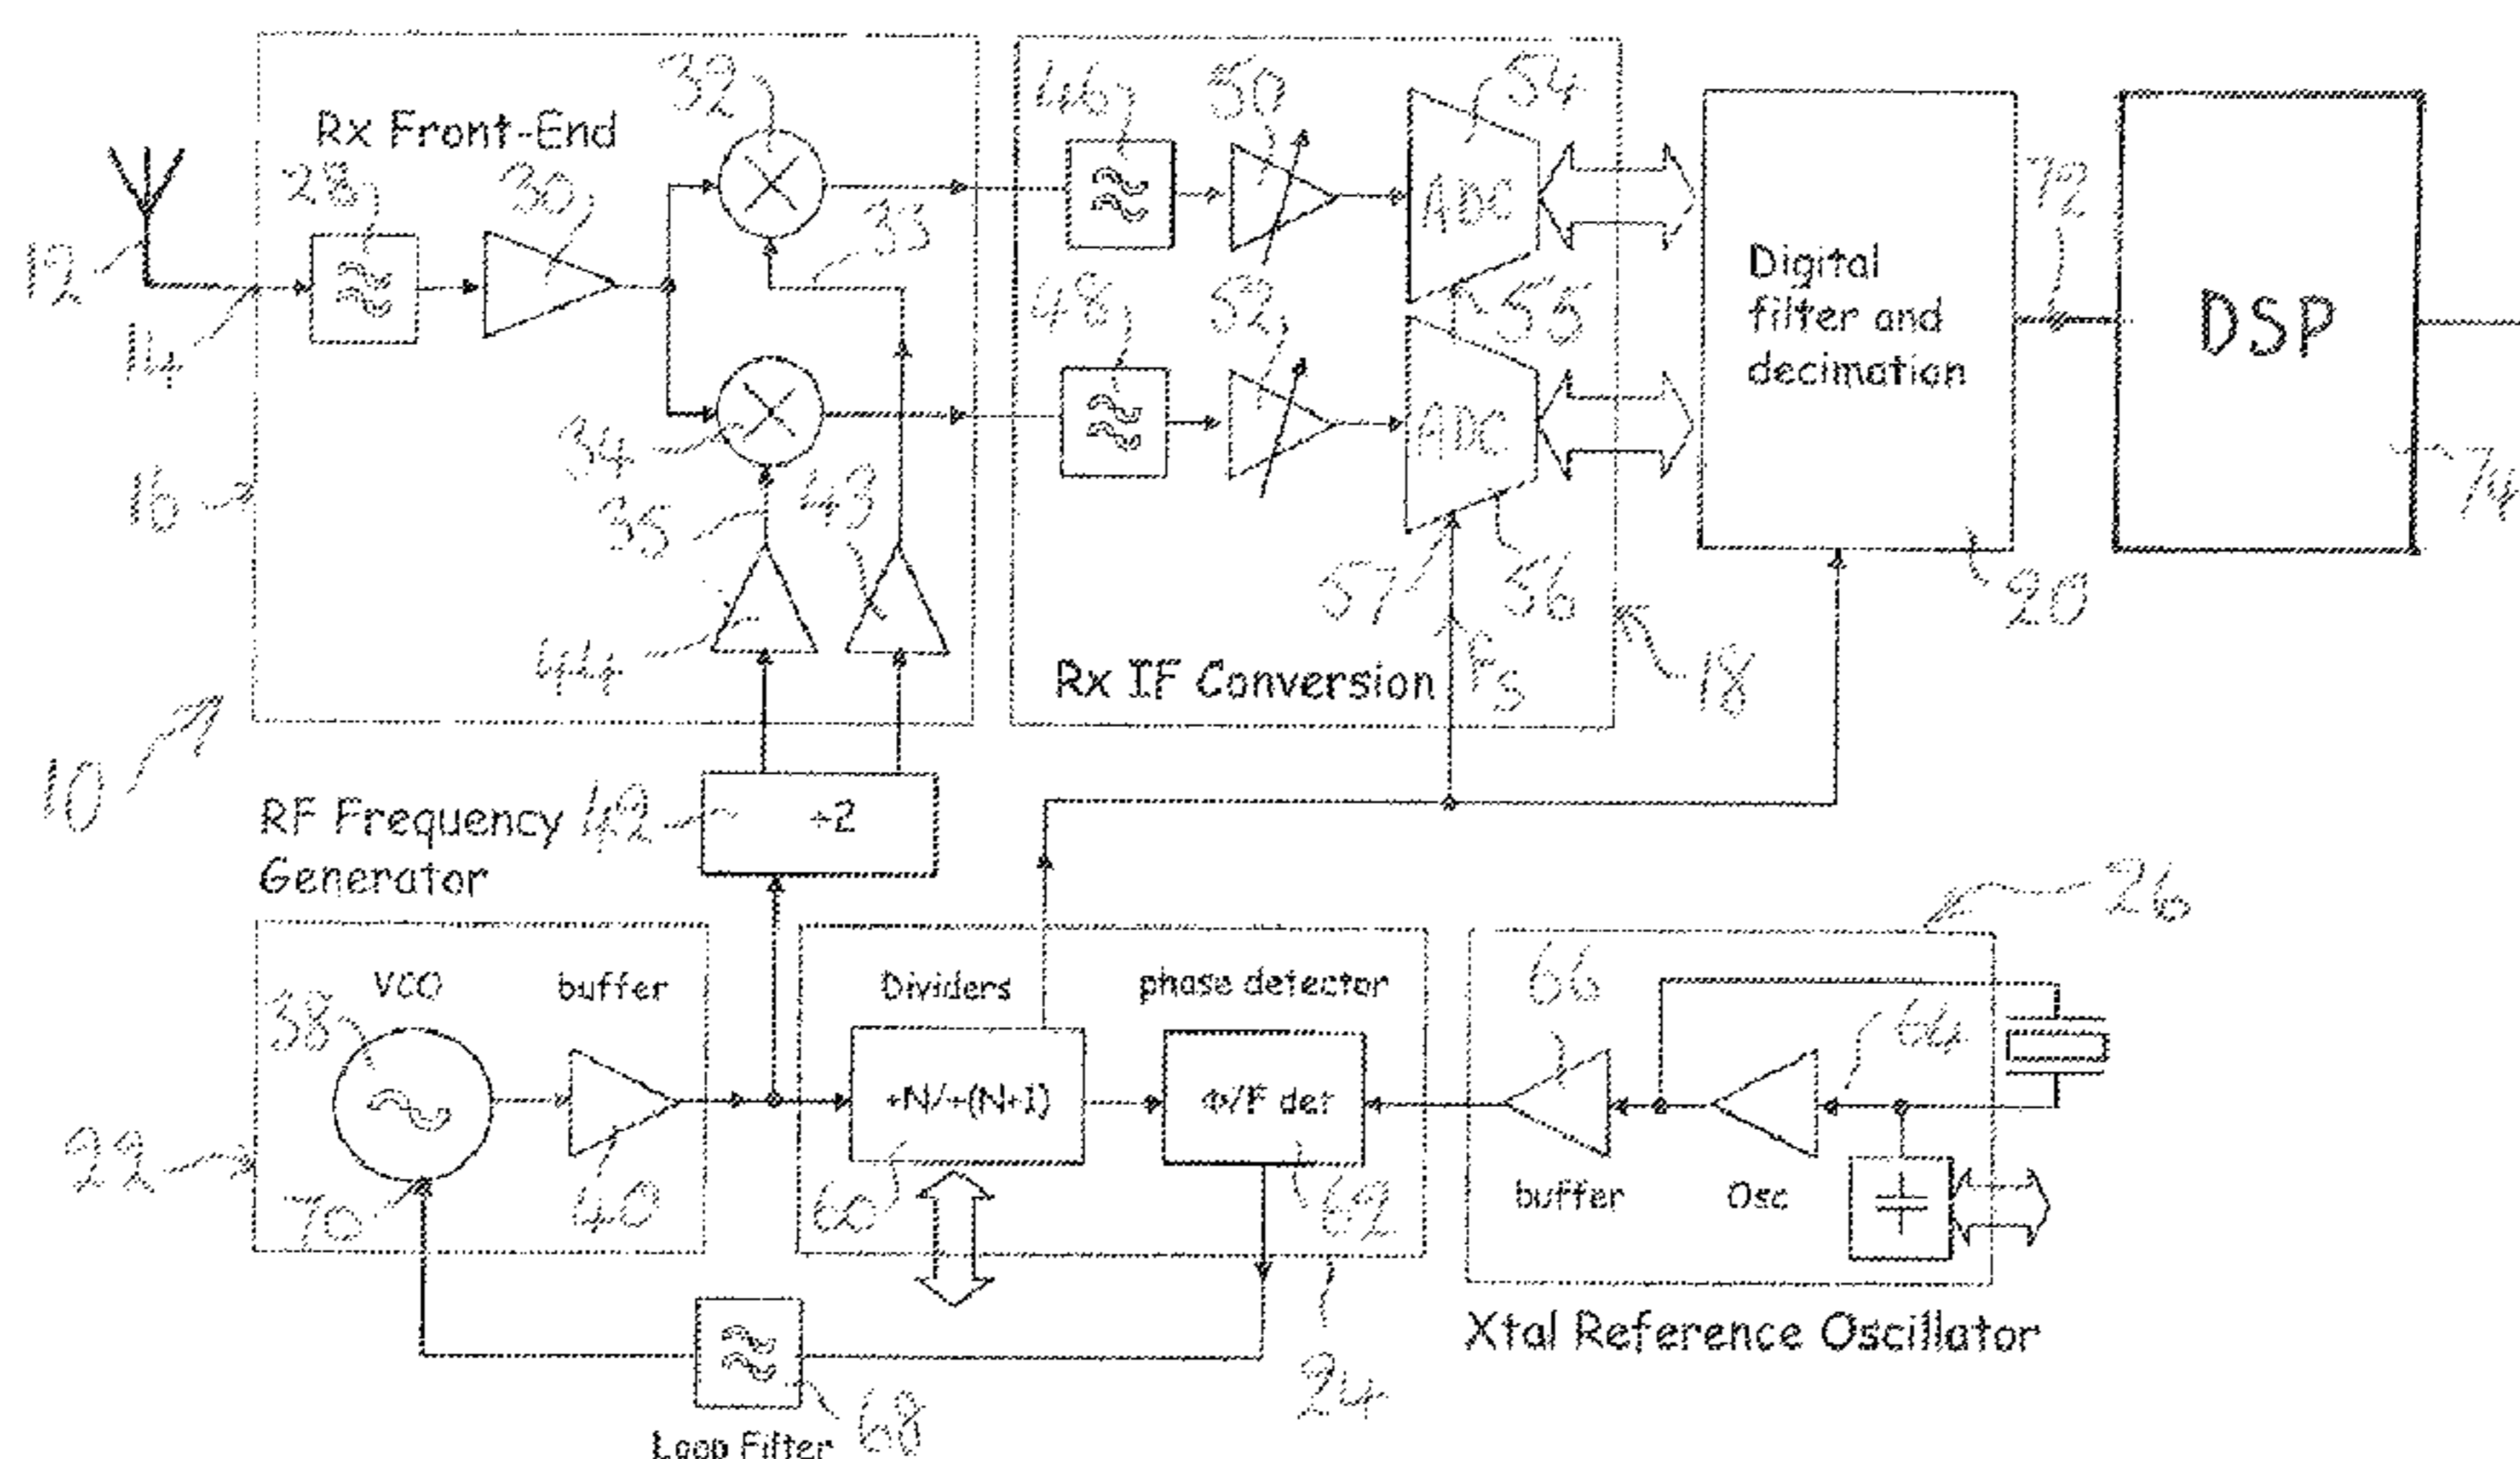 32
46
50
54
Rx Front-End
28
30
33
ADC
72
12
14
48
52
55
Digital
filter and
decimation
DSP
34
ADC
16
35
43
57
56
74
20
44
Rx IF Conversion
18
10
RF Frequency
Generator
42
÷2
26
VCO
buffer
Dividers
phase detector
66
38
64
÷N/÷(N+1)
22
70
40
60
62
buffer
Osc
Xtal Reference Oscillator
24
68
Loop Filter